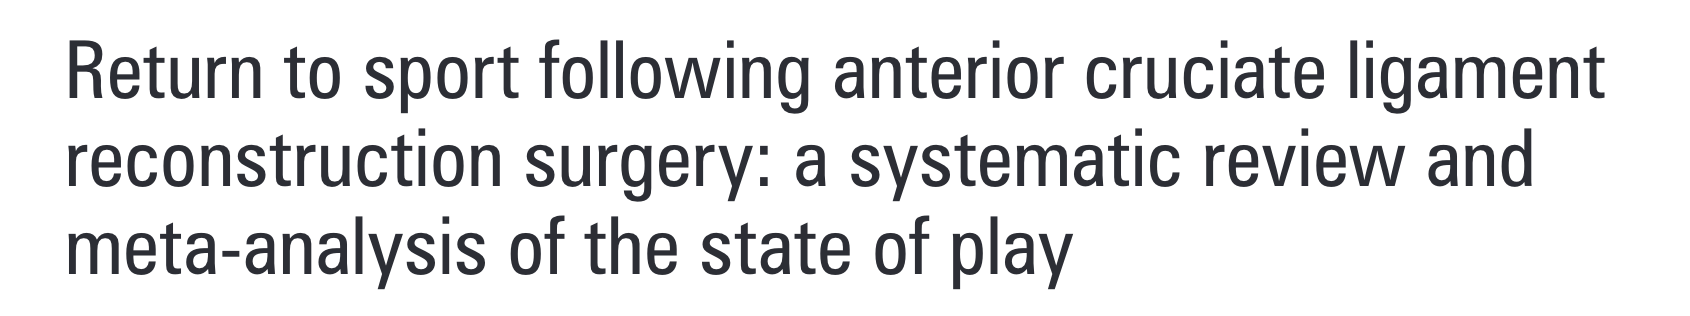 Return to sport following anterior cruciate ligament
reconstruction surgery: a systematic review and
meta-analysis of the state of play